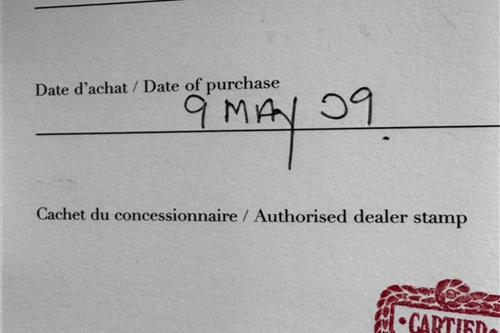 Date d'achat / Date of purchase
9 MAY 09.
Cachet du concessionnaire / Authorised dealer stamp
CARTIER